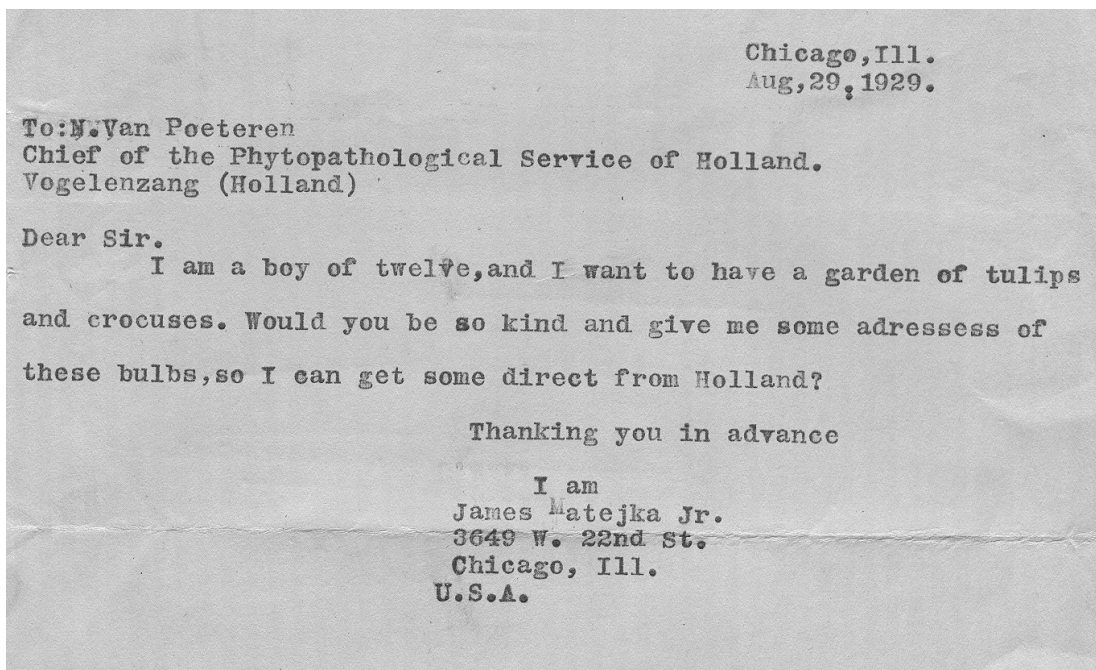 Chicago,Ill.
Aug,29,1929.
To:N.Van Poeteren
Chief of the Phytopathological Service of Holland.
Vogelenzang (Holland)
Dear Sir.
I am a boy of twelve,and I want to have a garden of tulips
and crocuses. Would you be so kind and give me some adressess of
these bulbs,so I can get some direct from Holland?
Thanking you in advance
I am
James Matejka Jr.
3649 W. 22nd St.
Chicago, Ill.
U.S.A.